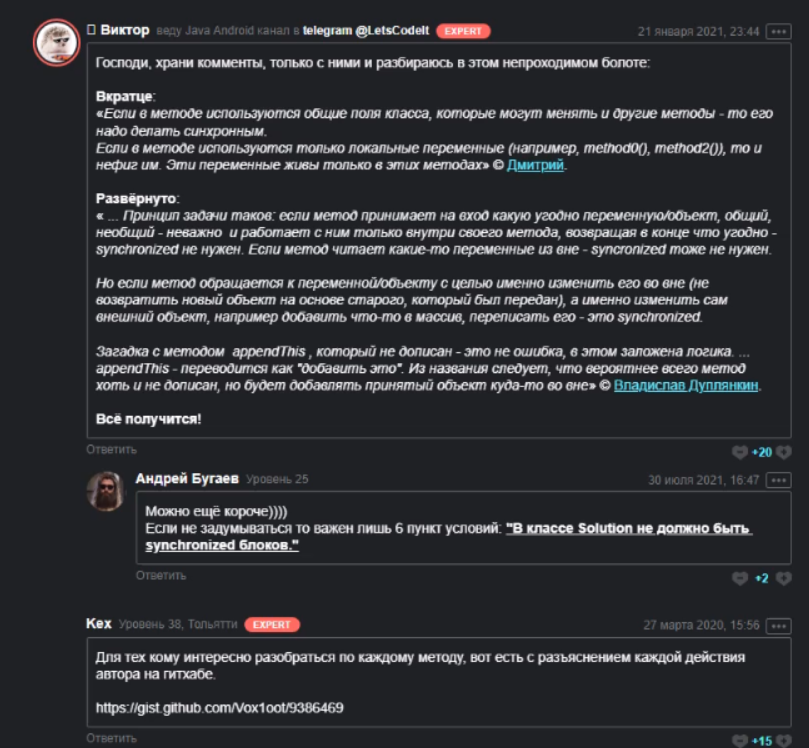 Виктор веду Java Android канал в telegram @LetsCodeIt EXPERT 21 января 2021, 23:44
Господи, храни комменты, только с ними и разбираюсь в этом непроходимом болоте:
Вкратце:
«Если в методе используются общие поля класса, которые могут менять и другие методы - то его
надо делать синхронным.
Если в методе используются только локальные переменные (например, method0(), method2()), то и
нефиг им. Эти переменные живы только в этих методах» © Дмитрий.
Развёрнуто:
« ... Принцип задачи таков: если метод принимает на вход какую угодно переменную/объект, общий,
необщий - неважно и работает с ним только внутри своего метода, возвращая в конце что угодно -
synchronized не нужен. Если метод читает какие-то переменные из вне - syncronized тоже не нужен.
Но если метод обращается к переменной/объекту с целью именно изменить его во вне (не
возвратить новый объект на основе старого, который был передан), а именно изменить сам
внешний объект, например добавить что-то в массив, переписать его - это synchronized.
Загадка с методом appendThis , который не дописан - это не ошибка, в этом заложена логика. ...
appendThis - переводится как "добавить это". Из названия следует, что вероятнее всего метод
хоть и не дописан, но будет добавлять принятый объект куда-то во вне» © Владислав Дуплянкин.
Всё получится!
Ответить +20
Андрей Бугаев Уровень 25 30 июля 2021, 16:47
Можно ещё короче))))
Если не задумываться то важен лишь 6 пункт условий: "В классе Solution не должно быть
synchronized блоков."
Ответить +2
Kex Уровень 38, Тольятти EXPERT 27 марта 2020, 15:56
Для тех кому интересно разобраться по каждому методу, вот есть с разъяснением каждой действия
автора на гитхабе.
https://gist.github.com/Vox1oot/9386469
Ответить +15